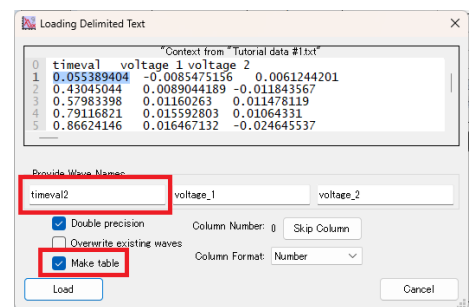 Loading Delimited Text
"Context from "Tutorial data #1.txt"
0 timeval voltage 1 voltage 2
1 0.055389404 -0.0085475156 0.0061244201
2 0.43045044 0.0089044189 -0.011843567
3 0.57983398 0.01160263 0.011478119
4 0.79116821 0.015592803 0.01064331
5 0.86624146 0.016467132 -0.024645537
Provide Wave Names
timeval2 voltage_1 voltage_2
Double precision Column Number: 0 Skip Column
Overwrite existing waves
Make table Column Format: Number
Load Cancel